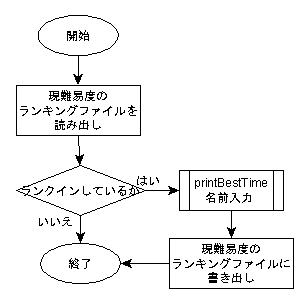 開始
現難易度の
ランキングファイルを
読み出し
ランクインしているか
はい
printBestTime
名前入力
いいえ
現難易度の
ランキングファイルに
書き出し
終了